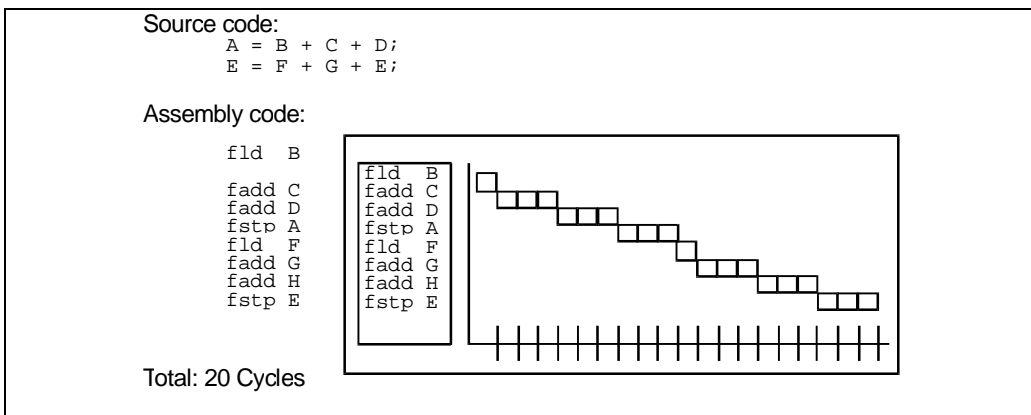 Source code:
A = B + C + D;
E = F + G + E;
Assembly code:
fld B
fadd C
fadd D
fstp A
fld F
fadd G
fadd H
fstp E
fld B
fadd C
fadd D
fstp A
fld F
fadd G
fadd H
fstp E
Total: 20 Cycles